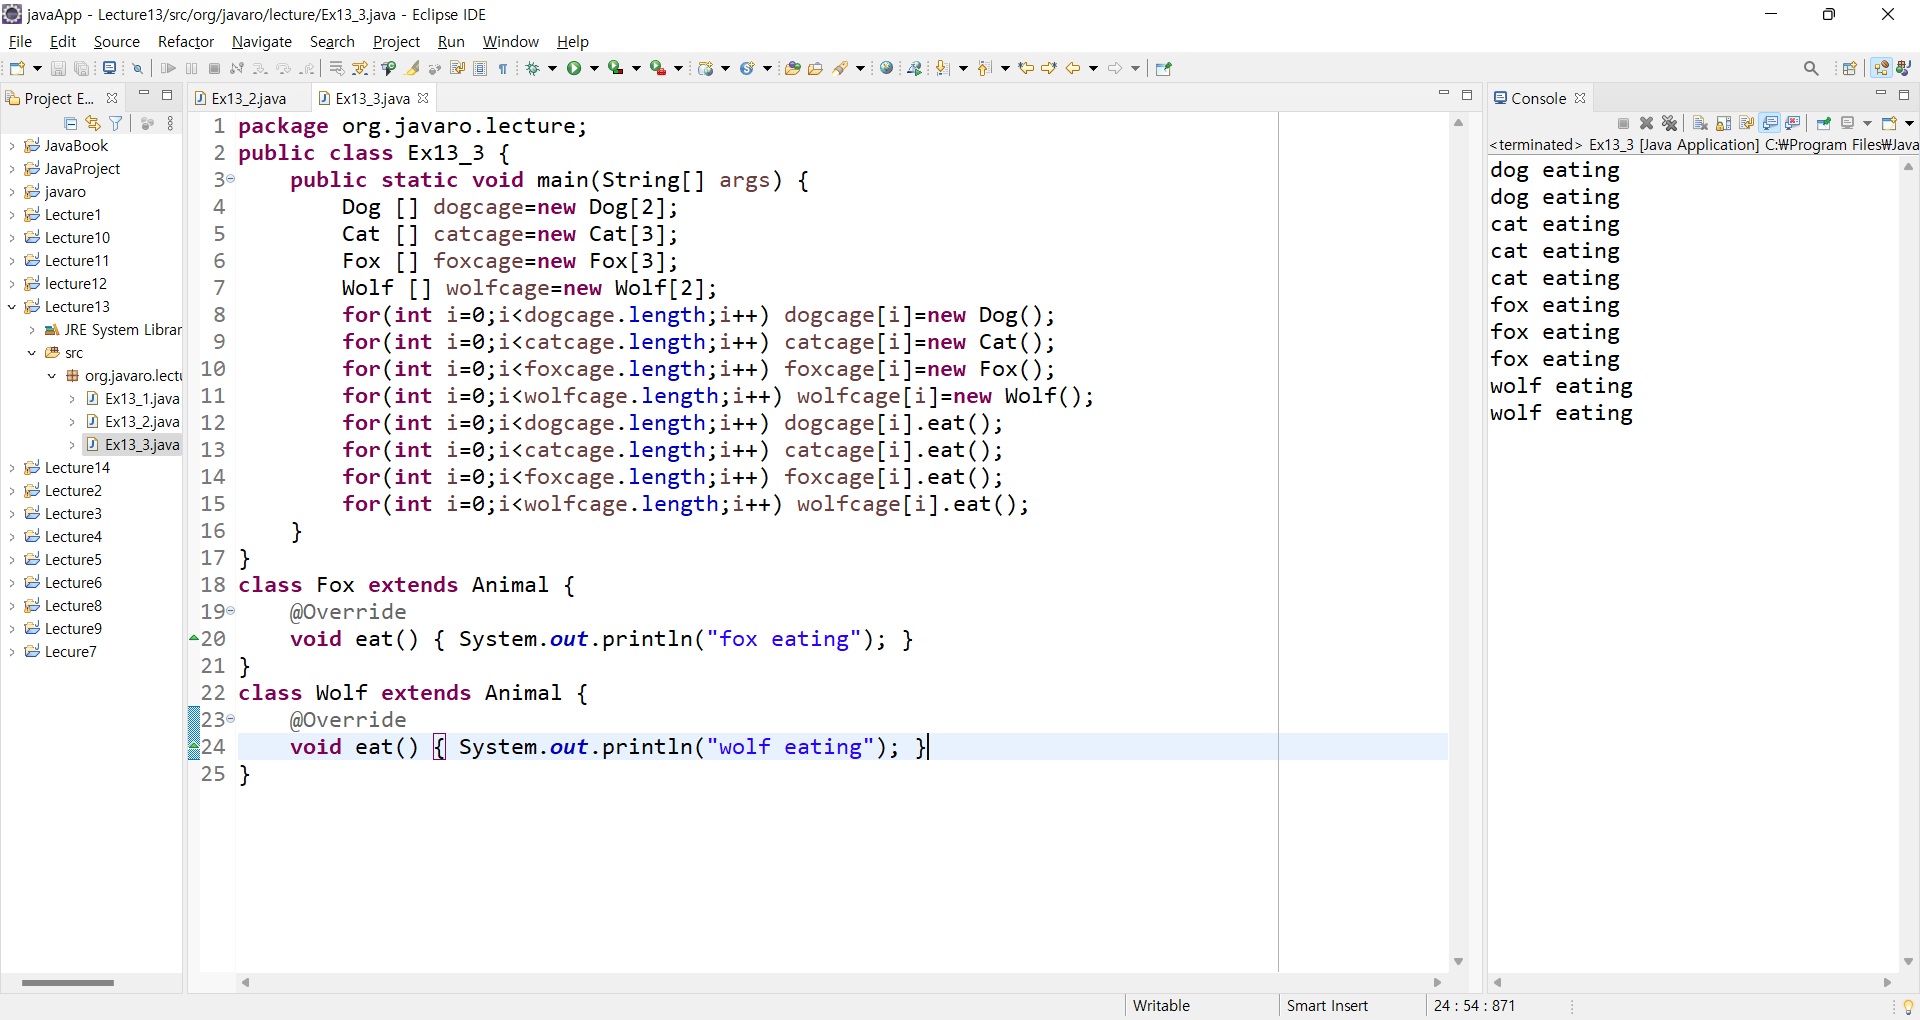 javaApp - Lecture13/src/org/javaro/lecture/Ex13_3.java - Eclipse IDE
File Edit Source Refactor Navigate Search Project Run Window Help
Project E...
JavaBook
JavaProject
javaro
Lecture1
Lecture10
Lecture11
lecture12
Lecture13
JRE System Librar
src
org.javaro.lectu
Ex13_1.java
Ex13_2.java
Ex13_3.java
Lecture14
Lecture2
Lecture3
Lecture4
Lecture5
Lecture6
Lecture8
Lecture9
Lecure7
Ex13_2.java Ex13_3.java
1 package org.javaro.lecture;
2 public class Ex13_3 {
3 public static void main(String[] args) {
4 Dog [] dogcage=new Dog[2];
5 Cat [] catcage=new Cat[3];
6 Fox [] foxcage=new Fox[3];
7 Wolf [] wolfcage=new Wolf[2];
8 for(int i=0;i<dogcage.length;i++) dogcage[i]=new Dog();
9 for(int i=0;i<catcage.length;i++) catcage[i]=new Cat();
10 for(int i=0;i<foxcage.length;i++) foxcage[i]=new Fox();
11 for(int i=0;i<wolfcage.length;i++) wolfcage[i]=new Wolf();
12 for(int i=0;i<dogcage.length;i++) dogcage[i].eat();
13 for(int i=0;i<catcage.length;i++) catcage[i].eat();
14 for(int i=0;i<foxcage.length;i++) foxcage[i].eat();
15 for(int i=0;i<wolfcage.length;i++) wolfcage[i].eat();
16 }
17 }
18 class Fox extends Animal {
19 @Override
20 void eat() { System.out.println("fox eating"); }
21 }
22 class Wolf extends Animal {
23 @Override
24 void eat() { System.out.println("wolf eating"); }
25 }
Console
<terminated> Ex13_3 [Java Application] C:₩Program Files₩Java
dog eating
dog eating
cat eating
cat eating
cat eating
fox eating
fox eating
fox eating
wolf eating
wolf eating
Writable Smart Insert 24 : 54 : 871